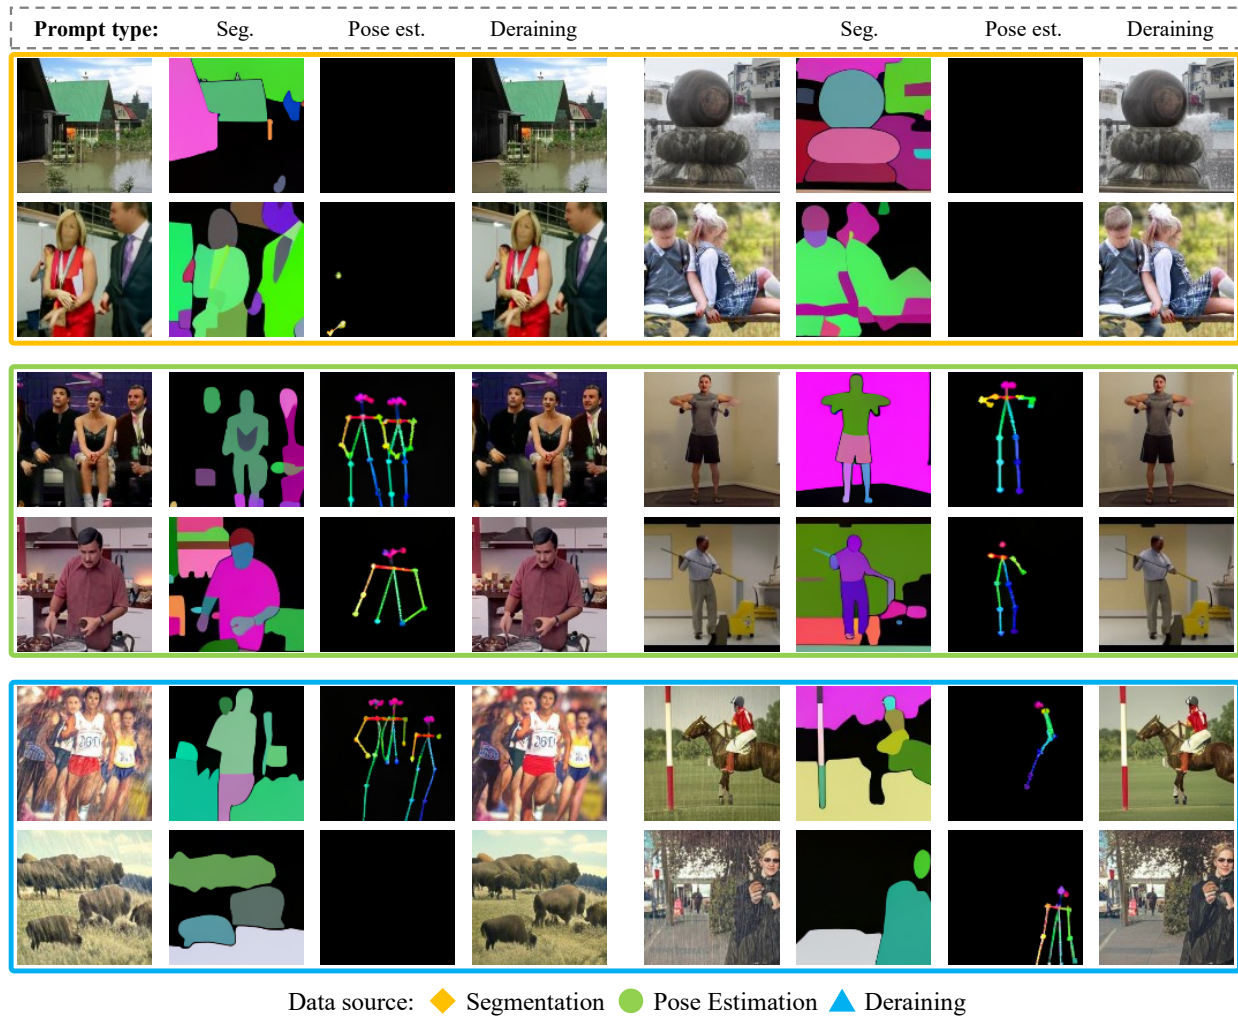 Prompt type: Seg. Pose est. Deraining Seg. Pose est. Deraining
Data source: Segmentation Pose Estimation Deraining